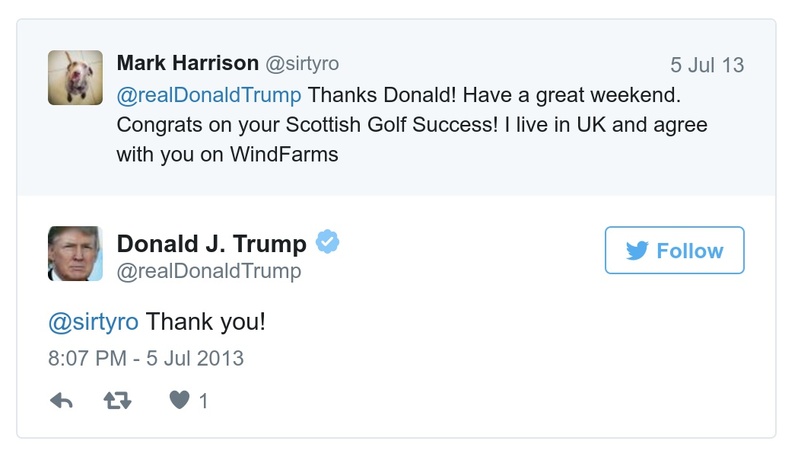 Mark Harrison @sirtyro 5 Jul 13
@realDonaldTrump Thanks Donald! Have a great weekend.
Congrats on your Scottish Golf Success! I live in UK and agree
with you on WindFarms
Donald J. Trump
@realDonaldTrump
Follow
@sirtyro Thank you!
8:07 PM - 5 Jul 2013
1